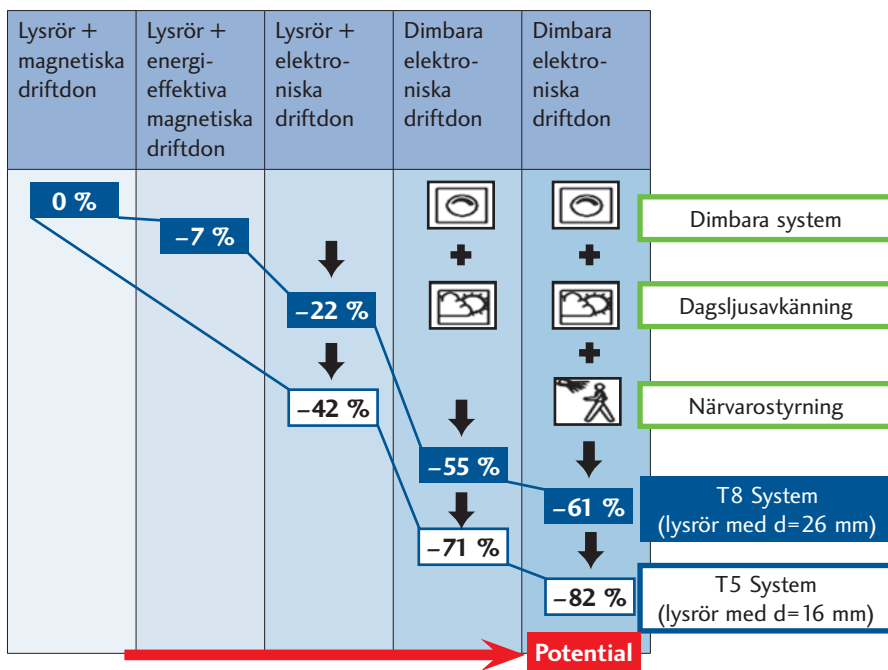 Lysrör +
magnetiska
driftdon
Lysrör +
energi-
effektiva
magnetiska
driftdon
Lysrör +
elektro-
niska
driftdon
Dimbara
elektro-
niska
driftdon
Dimbara
elektro-
niska
driftdon
0 %
–7 %
–22 %
–42 %
–55 %
–71 %
–61 %
–82 %
Dimbara system
Dagsljusavkänning
Närvarostyrning
T8 System
(lysrör med d=26 mm)
T5 System
(lysrör med d=16 mm)
Potential